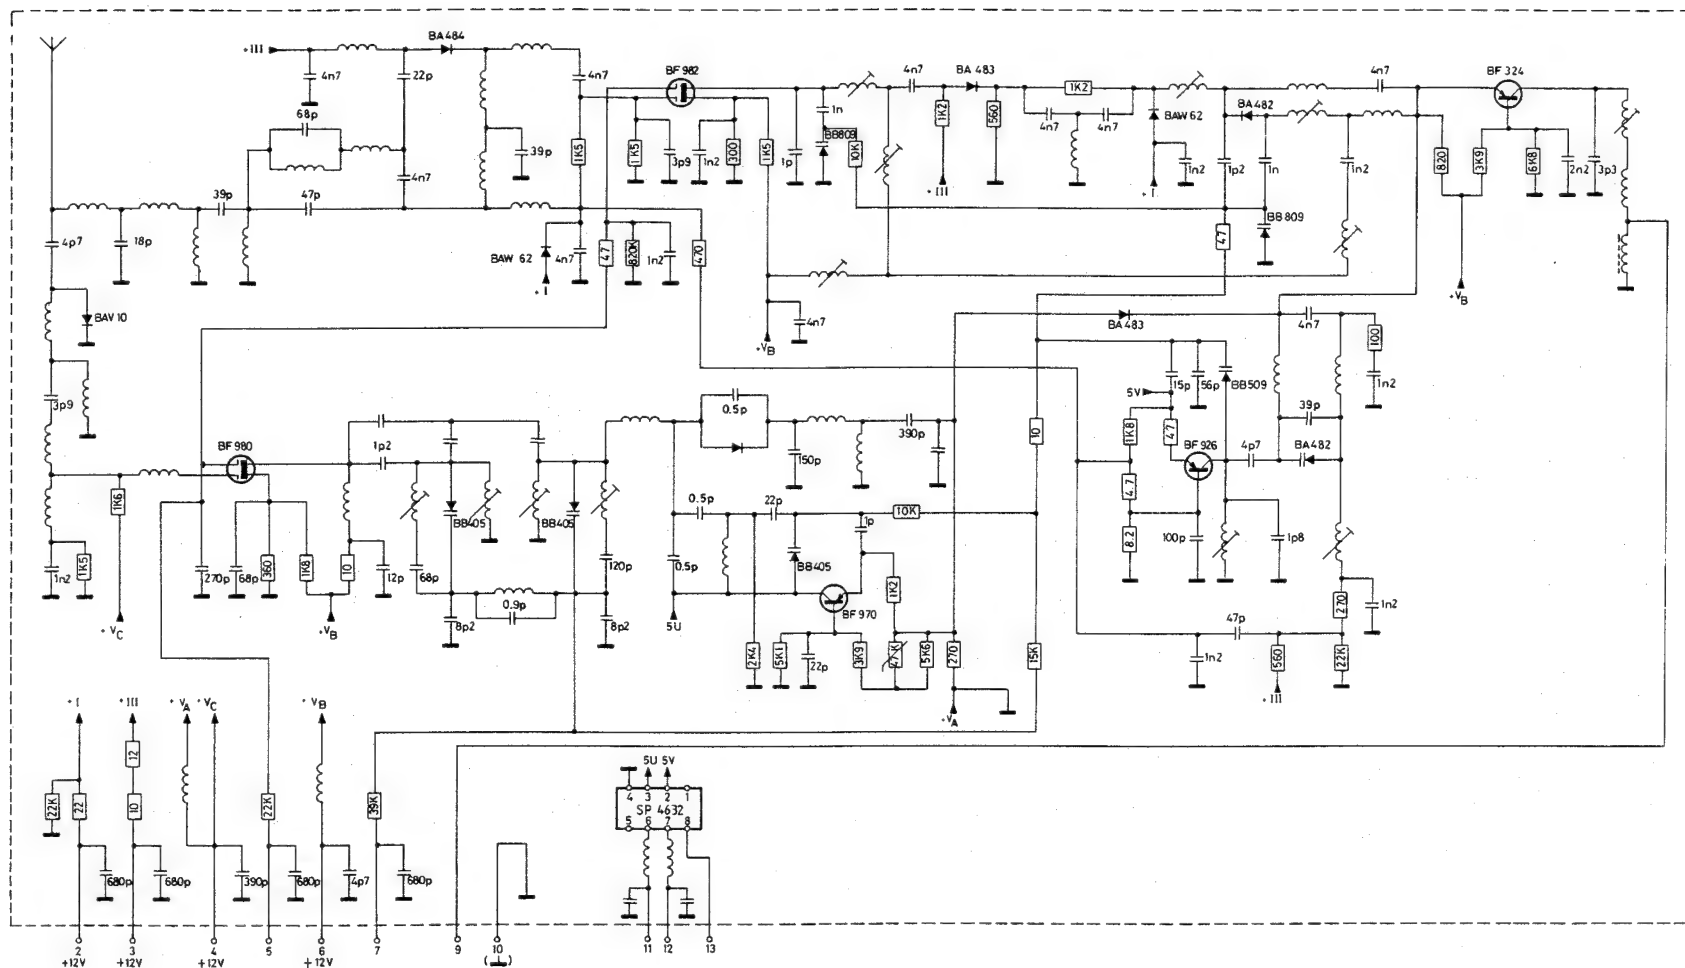 BA 484
+III
4n7
22p
68p
4n7
BF 982
4n7
BA 483
4n7
BF 324
1K2
1K2
560
1n
BB809
10K
4n7
4n7
BAW 62
BA482
39p
1K5
1K5
3p9
1n2
300
1K5
1p
+III
+I
1n2
1p2
1n
1n2
820
3K9
6K8
2n2
3p3
4n7
39p
47p
4p7
18p
BAW 62
4n7
+I
47
820K
1n2
470
47
BB809
+VB
BAV 10
4n7
+VB
BA 483
4n7
100
3p9
0.5p
15p
56p
BB509
5V
1n2
39p
1K8
47
BF 926
4p7
BA482
BF 980
1p2
390p
150p
10
1K6
BB405
BB405
0.5p
22p
1p
10K
4.7
8.2
100p
1p8
1n2
1K5
270p
68p
360
1K8
10
12p
68p
120p
0.5p
BB405
1K2
BF 970
270
1n2
+VC
+VB
0.9p
8p2
8p2
5U
2K4
5K1
22p
3K9
47K
5K6
270
15K
47p
1n2
560
22K
+III
+VA
+I
+III
+VA
+VC
+VB
12
22K
22
10
22K
39K
5U 5V
4 3 2 1
SP 4632
5 6 7 8
680p
680p
390p
680p
4p7
680p
2
3
4
5
6
7
9
10
11
12
13
+12V
+12V
+12V
+12V